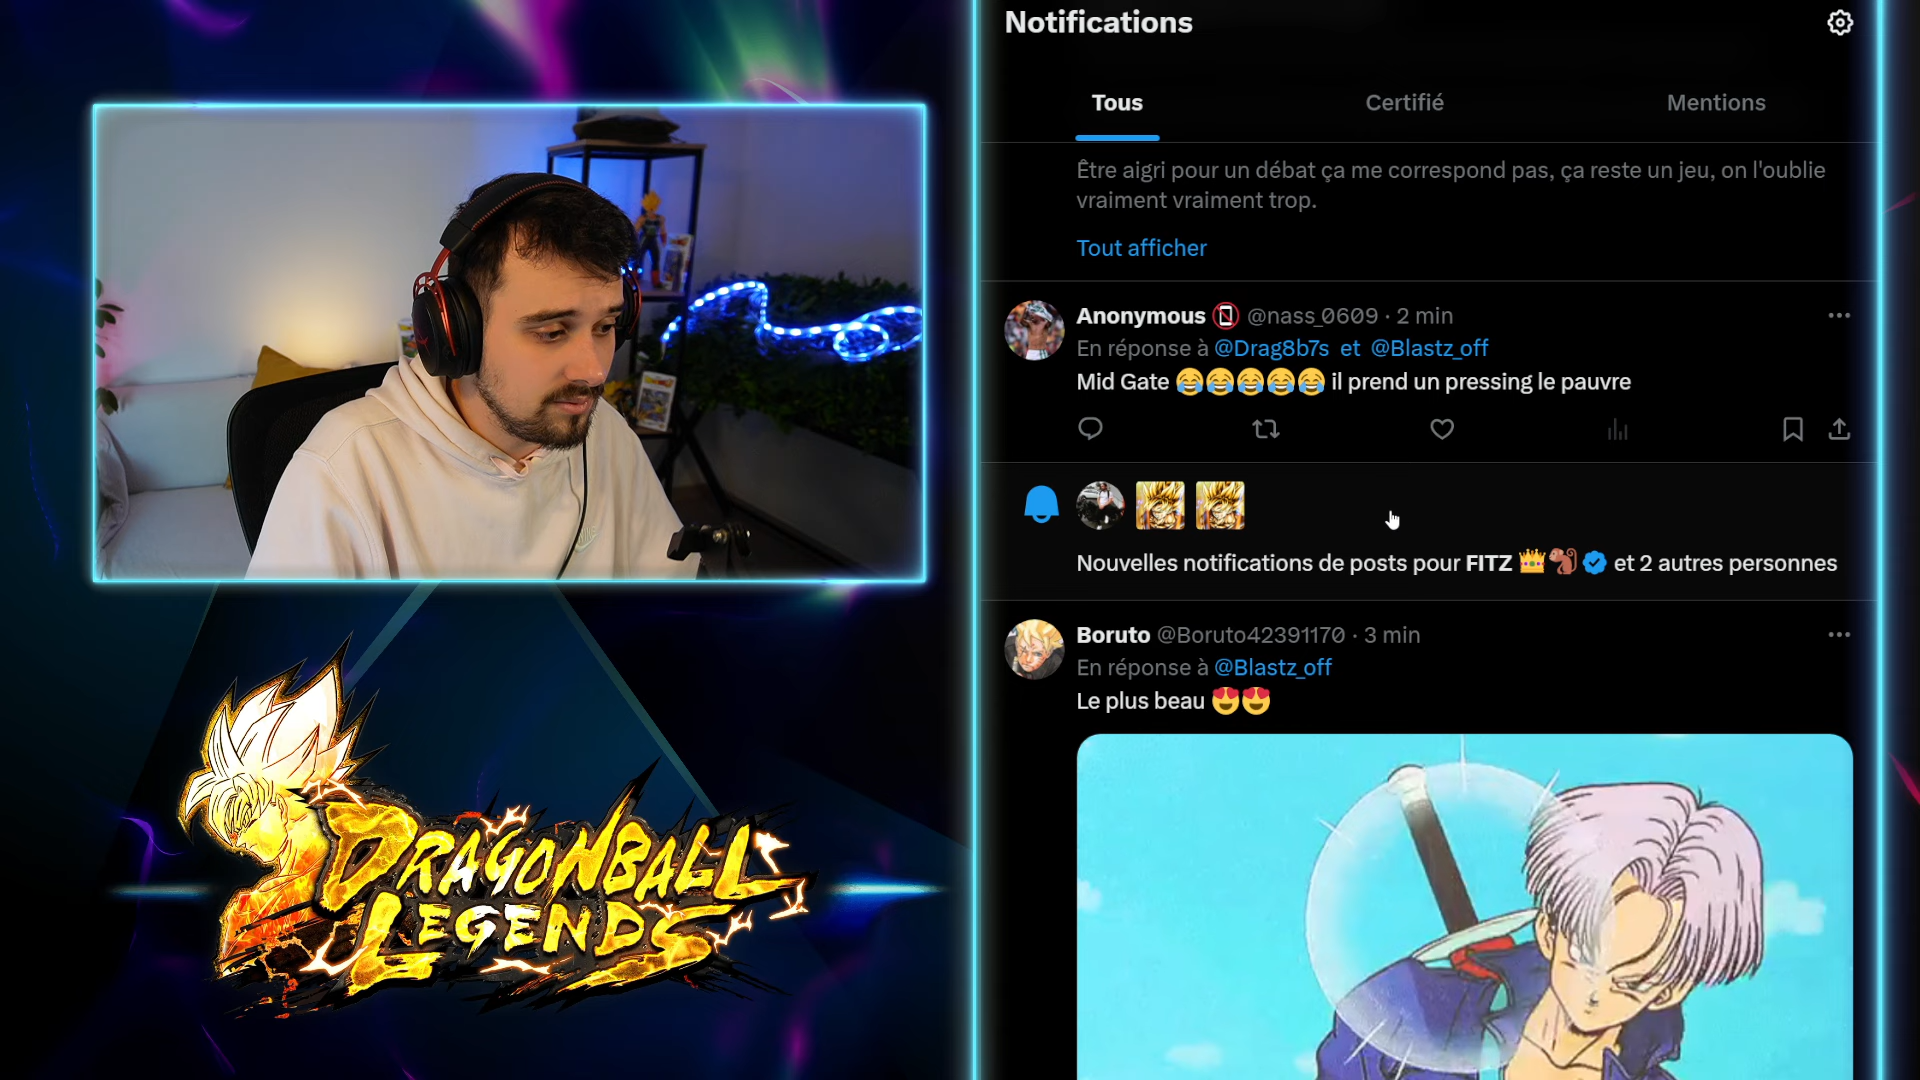 Notifications
Tous
Certifié
Mentions
Être aigri pour un débat ça me correspond pas, ça reste un jeu, on l'oublie
vraiment vraiment trop.
Tout afficher
Anonymous 📵 @nass_0609 · 2 min
En réponse à @Drag8b7s et @Blastz_off
Mid Gate 😂😂😂😂😂 il prend un pressing le pauvre
Nouvelles notifications de posts pour FITZ 👑🐒 et 2 autres personnes
Boruto @Boruto42391170 · 3 min
En réponse à @Blastz_off
Le plus beau 😍😍
DRAGONBALL
LEGENDS